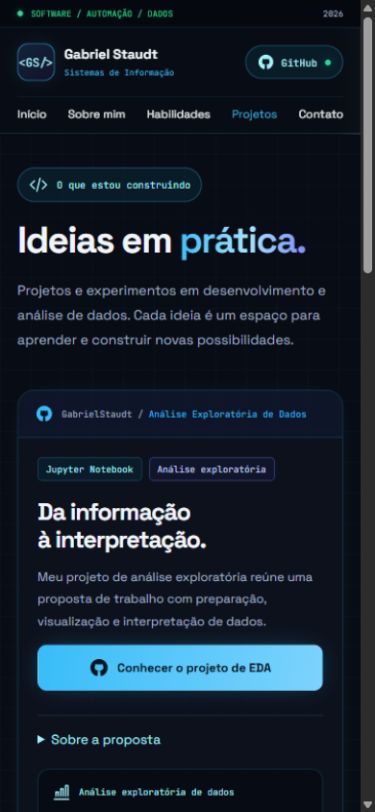 SOFTWARE / AUTOMAÇÃO / DADOS
2026
<GS/>
Gabriel Staudt
Sistemas de Informação
GitHub
Início
Sobre mim
Habilidades
Projetos
Contato
</> O que estou construindo
Ideias em prática.
Projetos e experimentos em desenvolvimento e
análise de dados. Cada ideia é um espaço para
aprender e construir novas possibilidades.
GabrielStaudt / Análise Exploratória de Dados
Jupyter Notebook
Análise exploratória
Da informação
à interpretação.
Meu projeto de análise exploratória reúne uma
proposta de trabalho com preparação,
visualização e interpretação de dados.
Conhecer o projeto de EDA
Sobre a proposta
Análise exploratória de dados